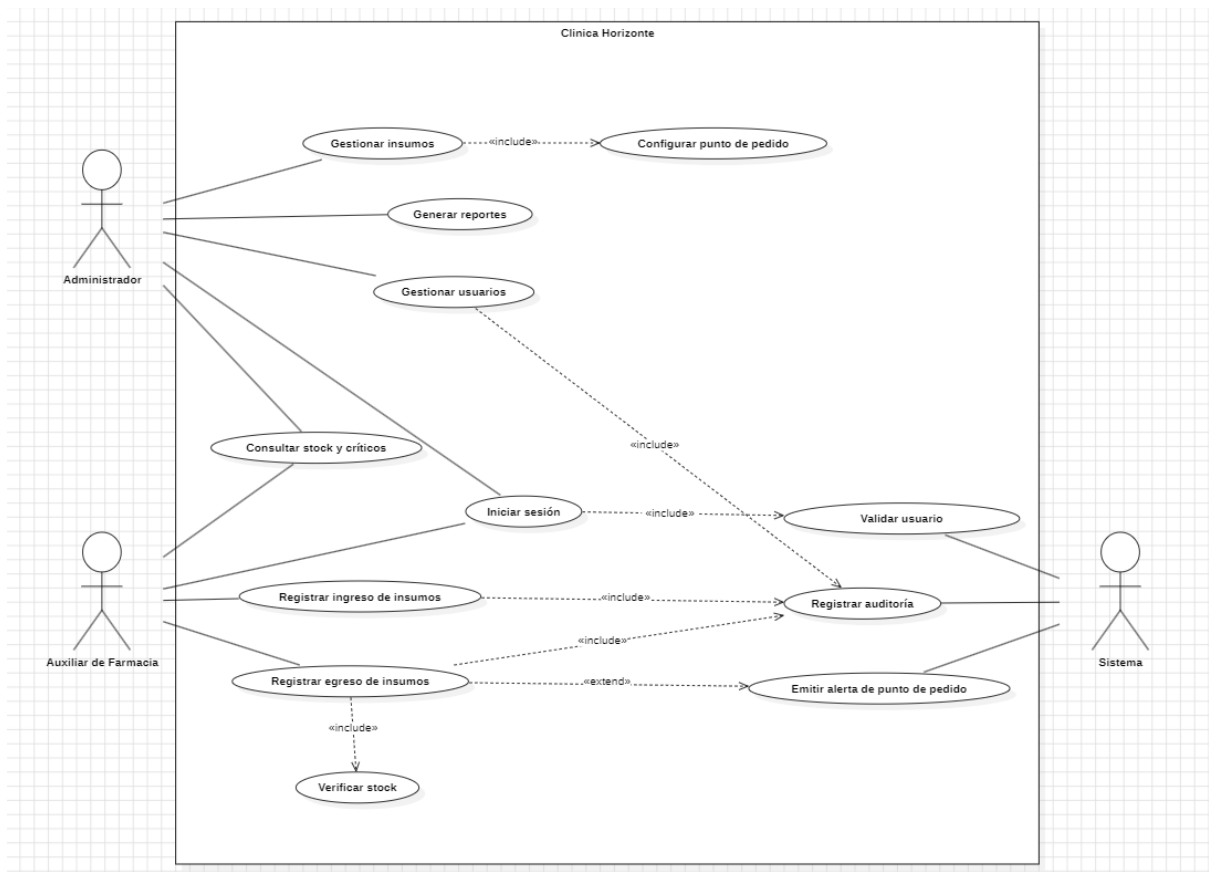 Clinica Horizonte
Gestionar insumos
«include»
Configurar punto de pedido
Generar reportes
Administrador
Gestionar usuarios
«include»
Consultar stock y críticos
Iniciar sesión
«include»
Validar usuario
Registrar ingreso de insumos
«include»
Registrar auditoría
«include»
Auxiliar de Farmacia
Sistema
Registrar egreso de insumos
«extend»
Emitir alerta de punto de pedido
«include»
Verificar stock